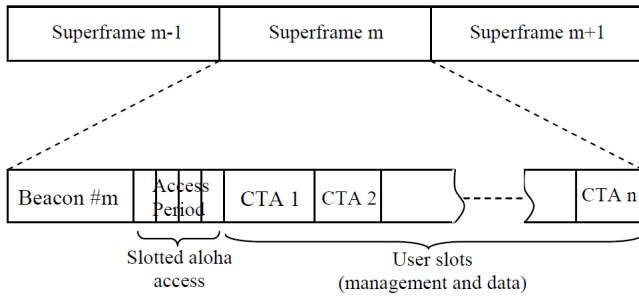 Superframe m-1 Superframe m Superframe m+1
Beacon #m Access Period CTA 1 CTA 2 CTA n
Slotted aloha access
User slots
(management and data)